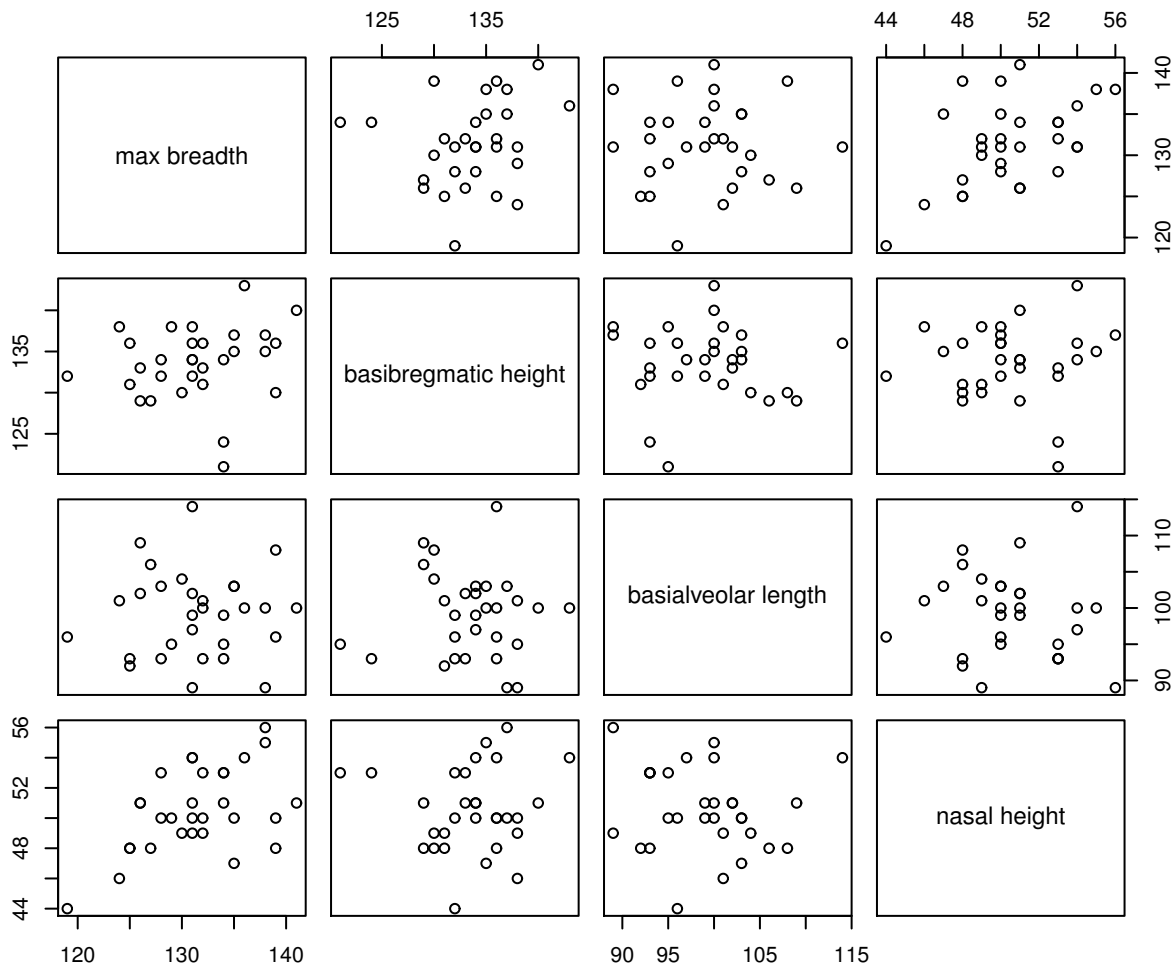 125 135
44 48 52 56
max breadth
120 130 140
125 135
basibregmatic height
basialveolar length
90 100 110
44 48 52 56
nasal height
120 130 140
90 95 105 115